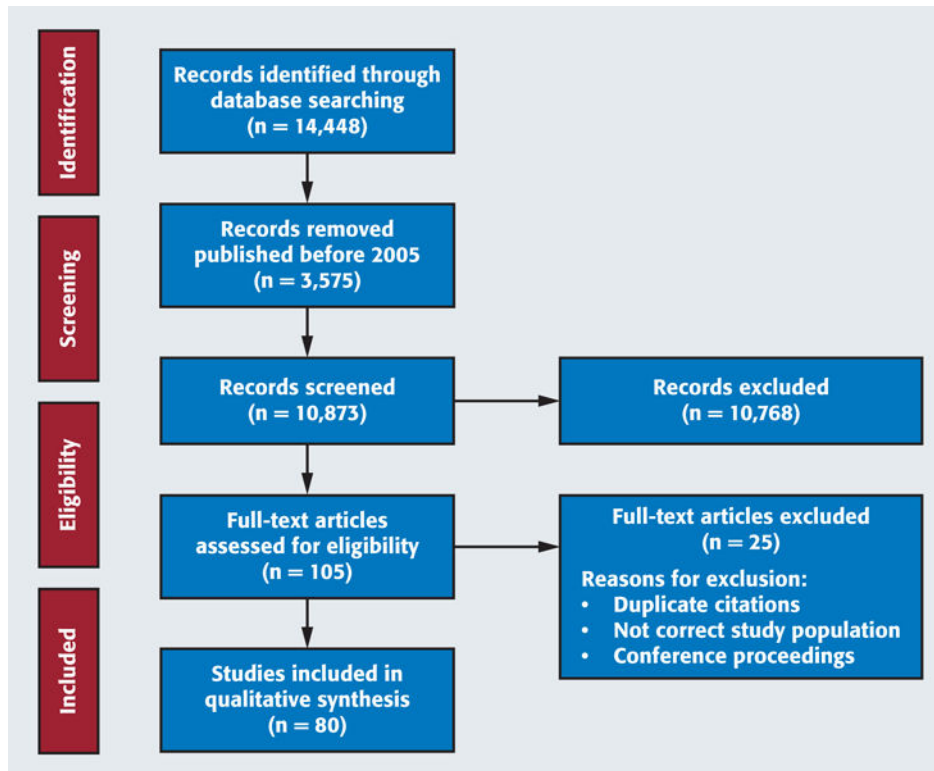 Identification
Records identified through
database searching
(n = 14,448)
Screening
Records removed
published before 2005
(n = 3,575)
Records screened
(n = 10,873)
Records excluded
(n = 10,768)
Eligibility
Full-text articles
assessed for eligibility
(n = 105)
Full-text articles excluded
(n = 25)
Reasons for exclusion:
• Duplicate citations
• Not correct study population
• Conference proceedings
Included
Studies included in
qualitative synthesis
(n = 80)